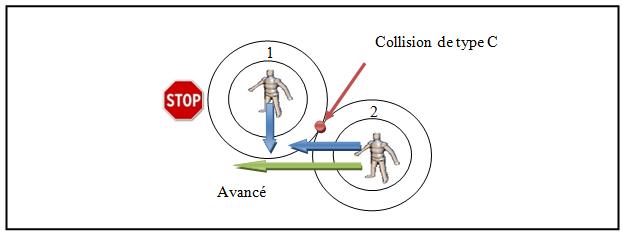 Collision de type C
1
STOP
2
Avancé